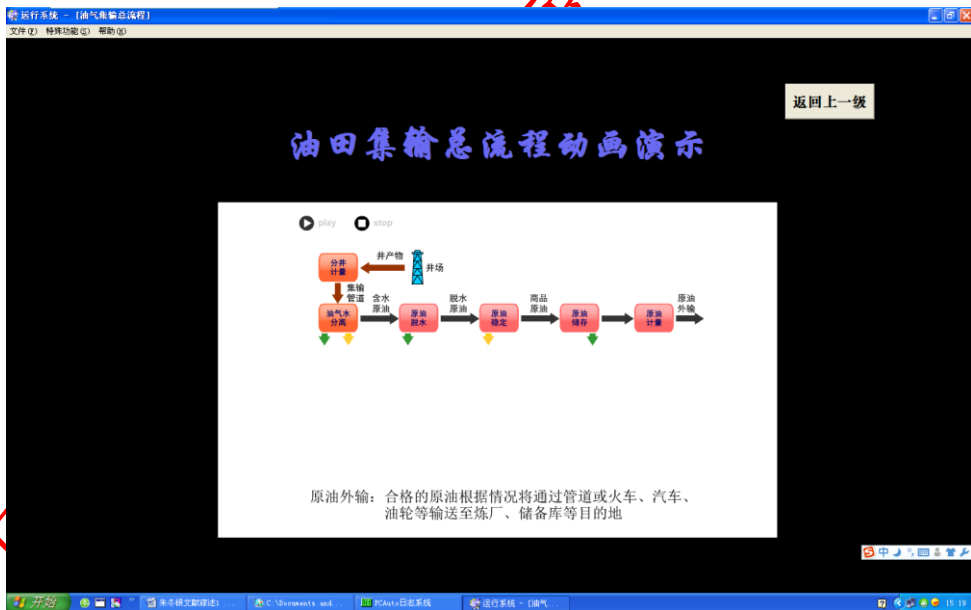 运行系统 - [油气集输总流程]
文件(F) 特殊功能(S) 帮助(H)
返回上一级
油田集输总流程动画演示
play stop
井产物
井场
分井
计量
集输
管道
含水
原油
脱水
原油
商品
原油
原油
外输
油气水
分离
原油
脱水
原油
稳定
原油
储存
原油
计量
原油外输：合格的原油根据情况将通过管道或火车、汽车、
油轮等输送至炼厂、储备库等目的地
中
开始
C:\Documents and...
PCAuto日志系统
运行系统 - [油气...
15:18